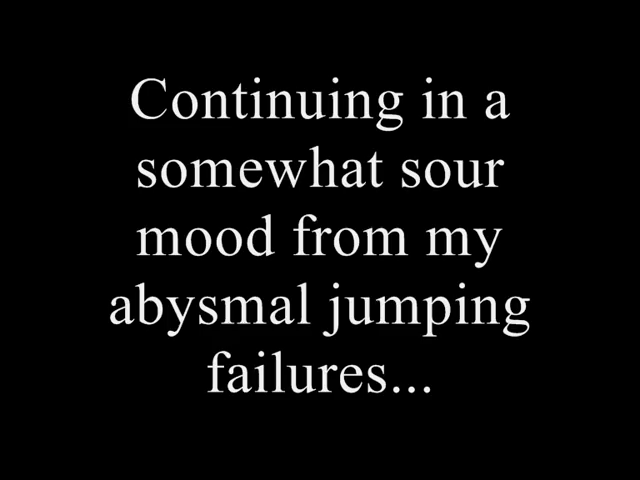 Continuing in a
somewhat sour
mood from my
abysmal jumping
failures...